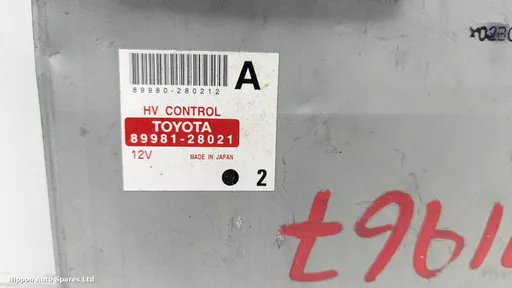 A
89980-280212
HV CONTROL
TOYOTA
89981-28021
12V MADE IN JAPAN
2
Nippon Auto Spares Ltd